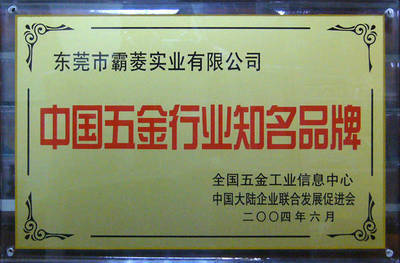 东莞市霸菱实业有限公司
中国五金行业知名品牌
全国五金工业信息中心
中国大陆企业联合发展促进会
二〇〇四年六月